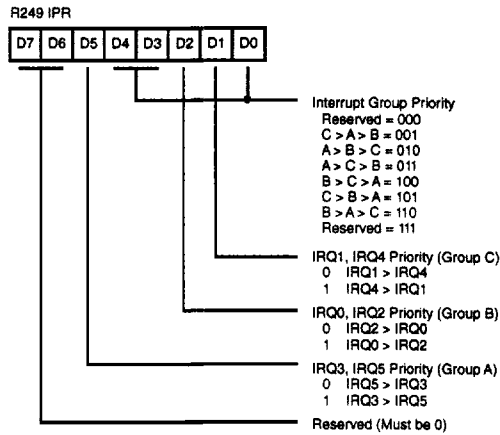 R249 IPR
D7 D6 D5 D4 D3 D2 D1 D0
Interrupt Group Priority
Reserved = 000
C > A > B = 001
A > B > C = 010
A > C > B = 011
B > C > A = 100
C > B > A = 101
B > A > C = 110
Reserved = 111
IRQ1, IRQ4 Priority (Group C)
0 IRQ1 > IRQ4
1 IRQ4 > IRQ1
IRQ0, IRQ2 Priority (Group B)
0 IRQ2 > IRQ0
1 IRQ0 > IRQ2
IRQ3, IRQ5 Priority (Group A)
0 IRQ5 > IRQ3
1 IRQ3 > IRQ5
Reserved (Must be 0)